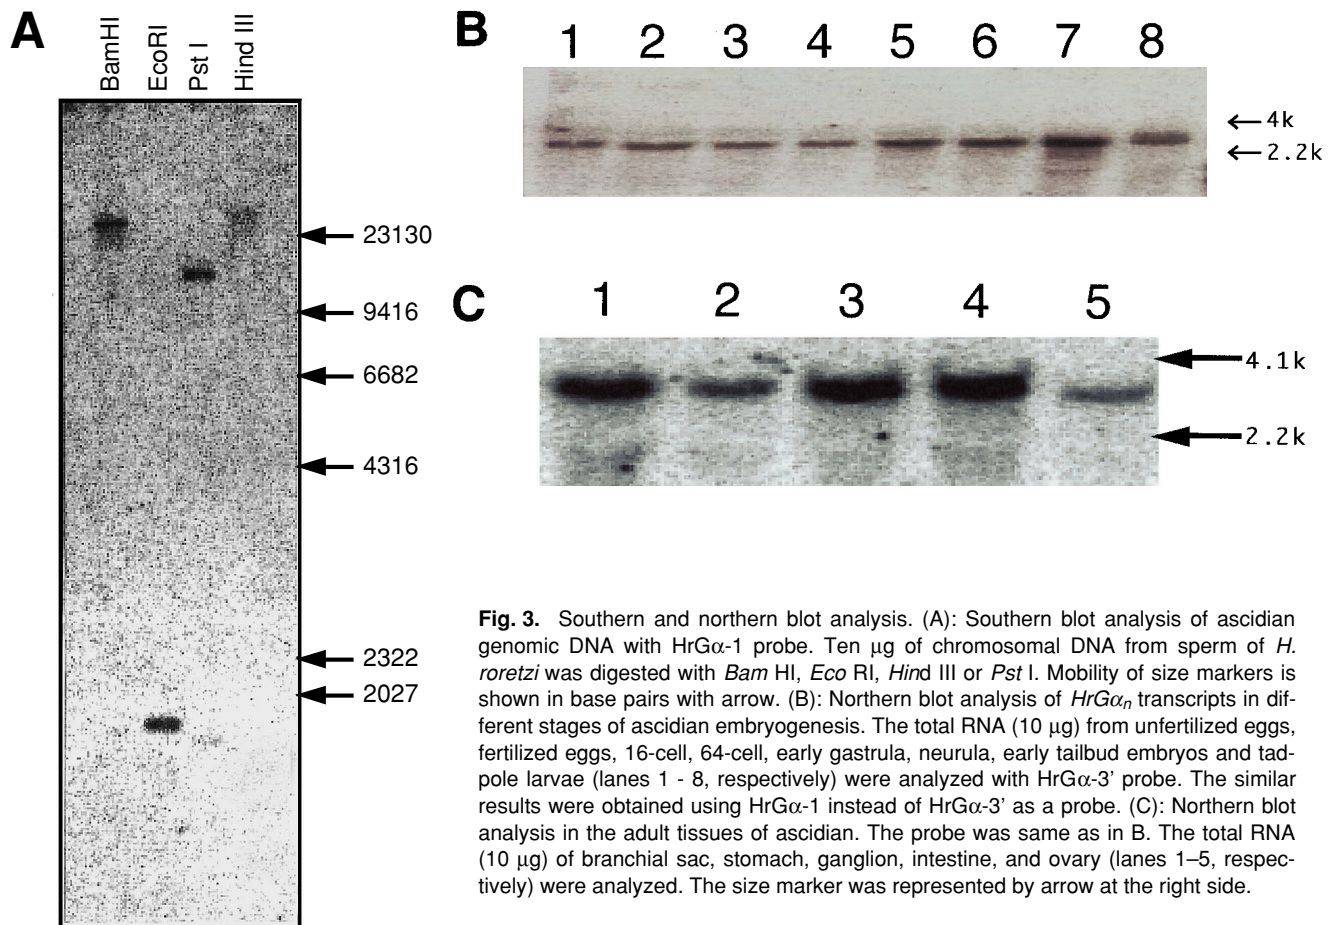 A
BamHI
EcoRI
Pst I
Hind III
23130
9416
6682
4316
2322
2027
B
1 2 3 4 5 6 7 8
4k
2.2k
C
1 2 3 4 5
4.1k
2.2k
Fig. 3. Southern and northern blot analysis. (A): Southern blot analysis of ascidian
genomic DNA with HrGα-1 probe. Ten μg of chromosomal DNA from sperm of H.
roretzi was digested with Bam HI, Eco RI, Hind III or Pst I. Mobility of size markers is
shown in base pairs with arrow. (B): Northern blot analysis of HrGαn transcripts in dif-
ferent stages of ascidian embryogenesis. The total RNA (10 μg) from unfertilized eggs,
fertilized eggs, 16-cell, 64-cell, early gastrula, neurula, early tailbud embryos and tad-
pole larvae (lanes 1 - 8, respectively) were analyzed with HrGα-3’ probe. The similar
results were obtained using HrGα-1 instead of HrGα-3’ as a probe. (C): Northern blot
analysis in the adult tissues of ascidian. The probe was same as in B. The total RNA
(10 μg) of branchial sac, stomach, ganglion, intestine, and ovary (lanes 1–5, respec-
tively) were analyzed. The size marker was represented by arrow at the right side.